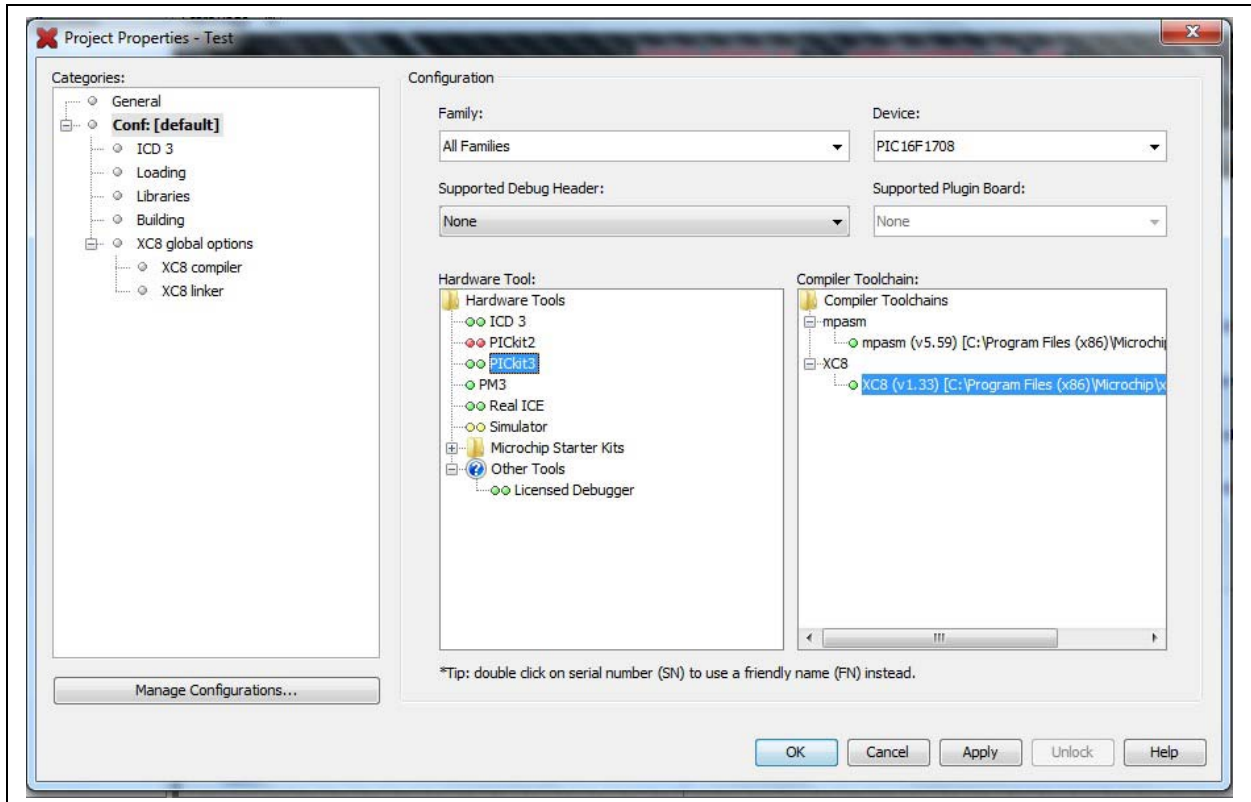 Project Properties - Test
Categories:
General
Conf: [default]
ICD 3
Loading
Libraries
Building
XC8 global options
XC8 compiler
XC8 linker
Manage Configurations...
Configuration
Family:
Device:
All Families
PIC16F1708
Supported Debug Header:
Supported Plugin Board:
None
None
Hardware Tool:
Hardware Tools
ICD 3
PICkit2
PICkit3
PM3
Real ICE
Simulator
Microchip Starter Kits
Other Tools
Licensed Debugger
Compiler Toolchain:
Compiler Toolchains
mpasm
mpasm (v5.59) [C:\Program Files (x86)\Microchip
XC8
XC8 (v1.33) [C:\Program Files (x86)\Microchip\x
*Tip: double click on serial number (SN) to use a friendly name (FN) instead.
OK
Cancel
Apply
Unlock
Help